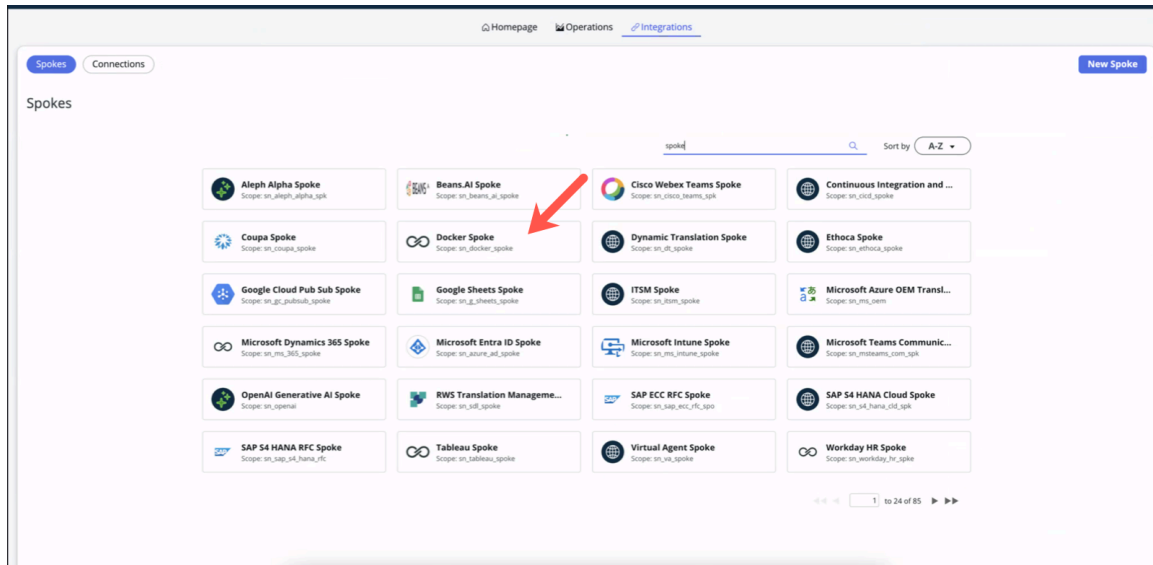 Homepage Operations Integrations
Spokes Connections New Spoke
Spokes
spoke Sort by A-Z
Aleph Alpha Spoke
Scope: sn_aleph_alpha_spk
Beans.AI Spoke
Scope: sn_beans_ai_spoke
Cisco Webex Teams Spoke
Scope: sn_cisco_teams_spk
Continuous Integration and ...
Scope: sn_cicd_spoke
Coupa Spoke
Scope: sn_coupa_spoke
Docker Spoke
Scope: sn_docker_spoke
Dynamic Translation Spoke
Scope: sn_dt_spoke
Ethoca Spoke
Scope: sn_ethoca_spoke
Google Cloud Pub Sub Spoke
Scope: sn_gc_pubsub_spoke
Google Sheets Spoke
Scope: sn_g_sheets_spoke
ITSM Spoke
Scope: sn_itsm_spoke
Microsoft Azure OEM Transl...
Scope: sn_ms_oem
Microsoft Dynamics 365 Spoke
Scope: sn_ms_365_spoke
Microsoft Entra ID Spoke
Scope: sn_azure_ad_spoke
Microsoft Intune Spoke
Scope: sn_ms_intune_spoke
Microsoft Teams Communic...
Scope: sn_msteams_com_spk
OpenAI Generative AI Spoke
Scope: sn_openai
RWS Translation Manageme...
Scope: sn_sdl_spoke
SAP ECC RFC Spoke
Scope: sn_sap_ecc_rfc_spo
SAP S4 HANA Cloud Spoke
Scope: sn_s4_hana_cld_spk
SAP S4 HANA RFC Spoke
Scope: sn_sap_s4_hana_rfc
Tableau Spoke
Scope: sn_tableau_spoke
Virtual Agent Spoke
Scope: sn_va_spoke
Workday HR Spoke
Scope: sn_workday_hr_spke
1 to 24 of 85